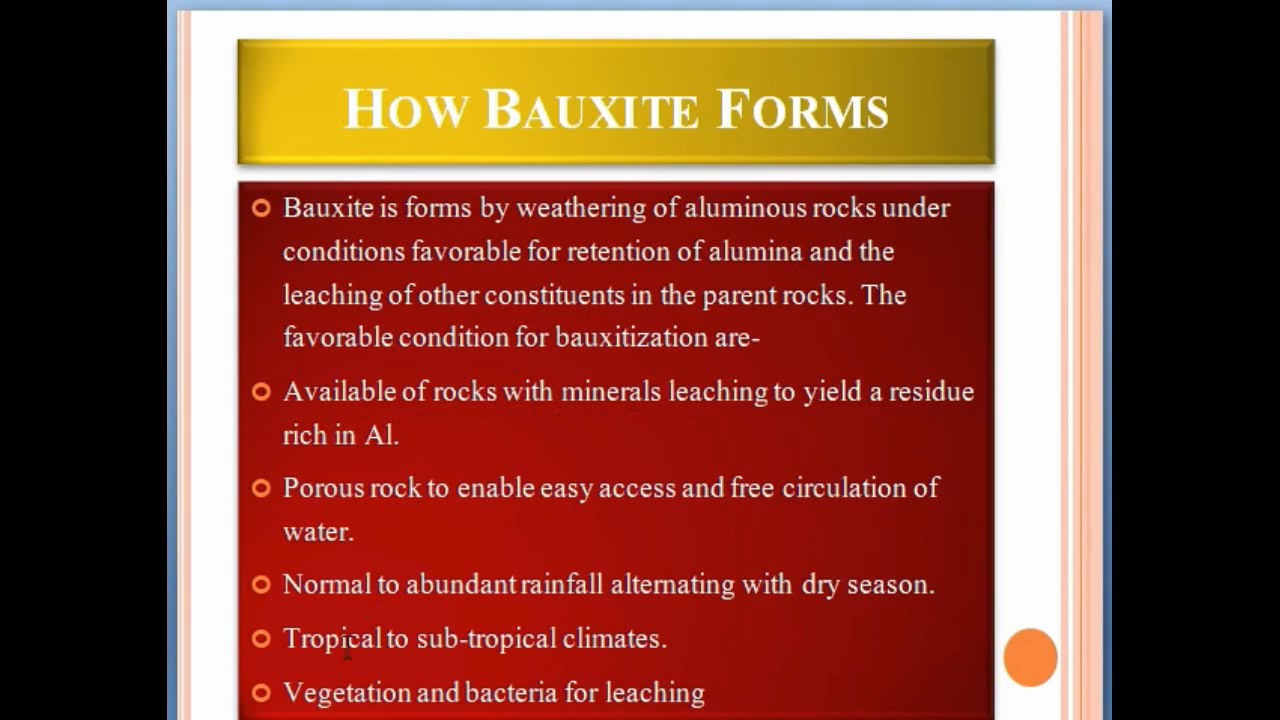 HOW BAUXITE FORMS
Bauxite is forms by weathering of aluminous rocks under
conditions favorable for retention of alumina and the
leaching of other constituents in the parent rocks. The
favorable condition for bauxitization are-
Available of rocks with minerals leaching to yield a residue
rich in Al.
Porous rock to enable easy access and free circulation of
water.
Normal to abundant rainfall alternating with dry season.
Tropical to sub-tropical climates.
Vegetation and bacteria for leaching